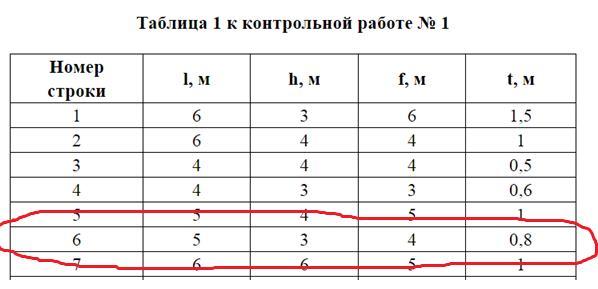 Таблица 1 к контрольной работе № 1
Номер строки l, м h, м f, м t, м
1 6 3 6 1,5
2 6 4 4 1
3 4 4 4 0,5
4 4 3 3 0,6
5 5 4 5 1
6 5 3 4 0,8
7 6 6 5 1